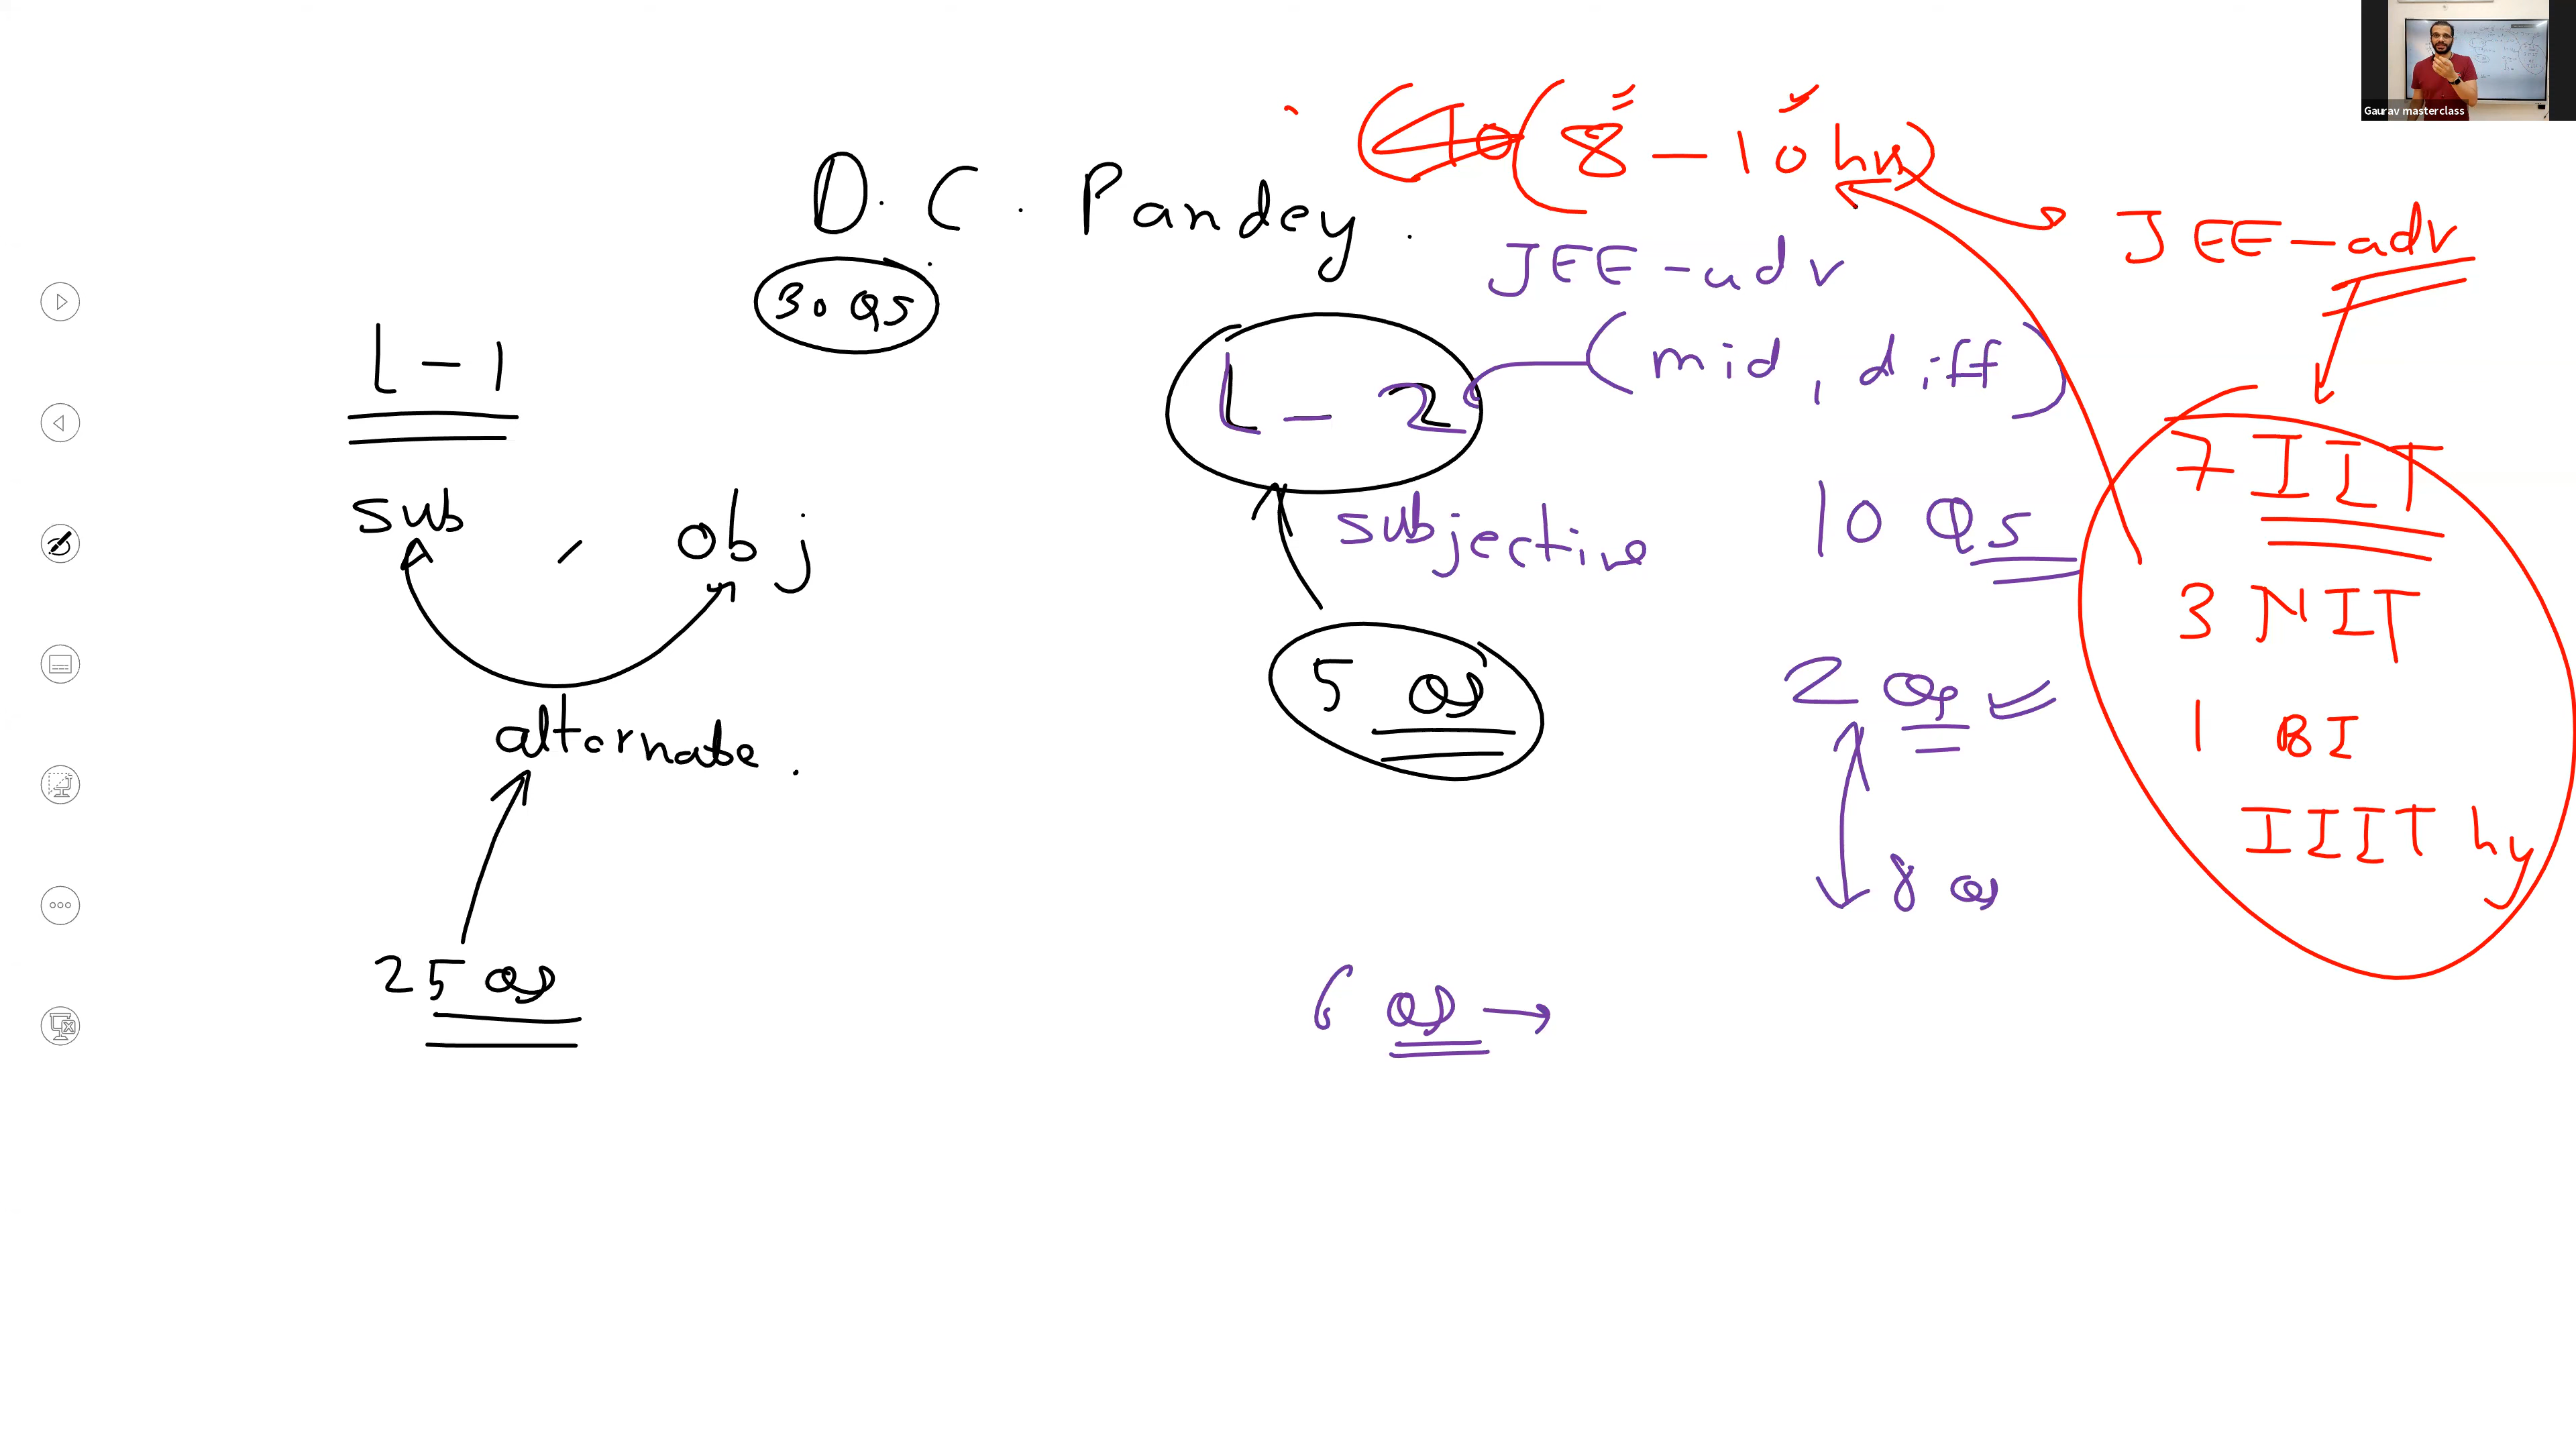 Gaurav masterclass
(8 - 10 hrs)
D. C. Pandey.
JEE-adv
JEE-adv
30 Qs
L - 1
L - 2
(mid, diff)
7 IIT
sub , obj
subjective
10 Qs
3 NIT
5 Qs
2 Qs
alternate.
1 BI
IIIT hy
8 Qs
25 Qs
6 Qs →